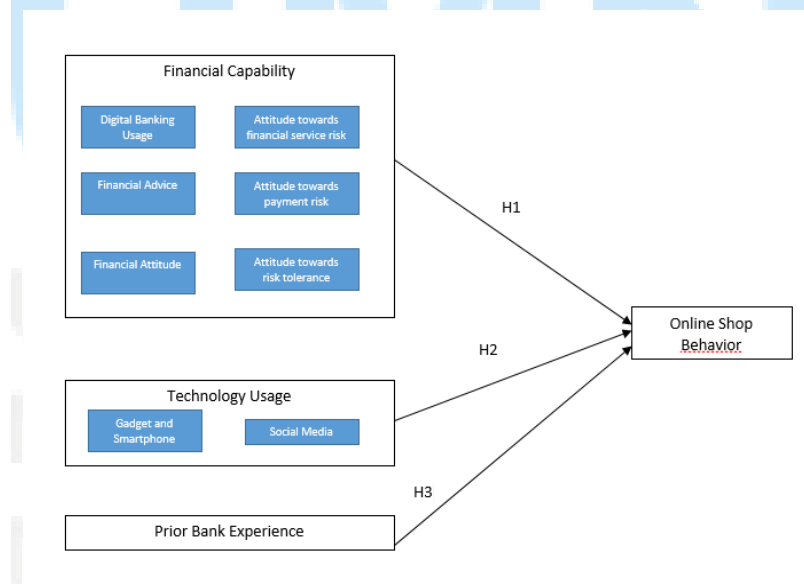 Financial Capability
Digital Banking
Usage
Attitude towards
financial service risk
Financial Advice
Attitude towards
payment risk
Financial Attitude
Attitude towards
risk tolerance
H1
Online Shop
Behavior
H2
Technology Usage
Gadget and
Smartphone
Social Media
H3
Prior Bank Experience